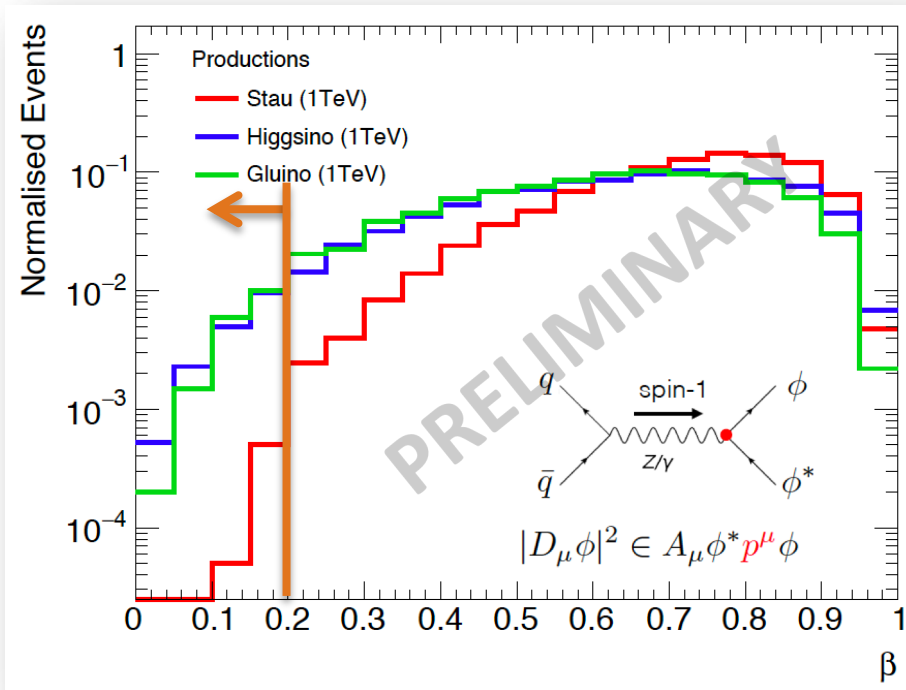 Normalised Events
1
10⁻¹
10⁻²
10⁻³
10⁻⁴
Productions
Stau (1TeV)
Higgsino (1TeV)
Gluino (1TeV)
PRELIMINARY
q
spin-1
ϕ
Z/γ
q̄
ϕ*
|D_μϕ|² ∈ A_μϕ*p^μϕ
0 0.1 0.2 0.3 0.4 0.5 0.6 0.7 0.8 0.9 1
β